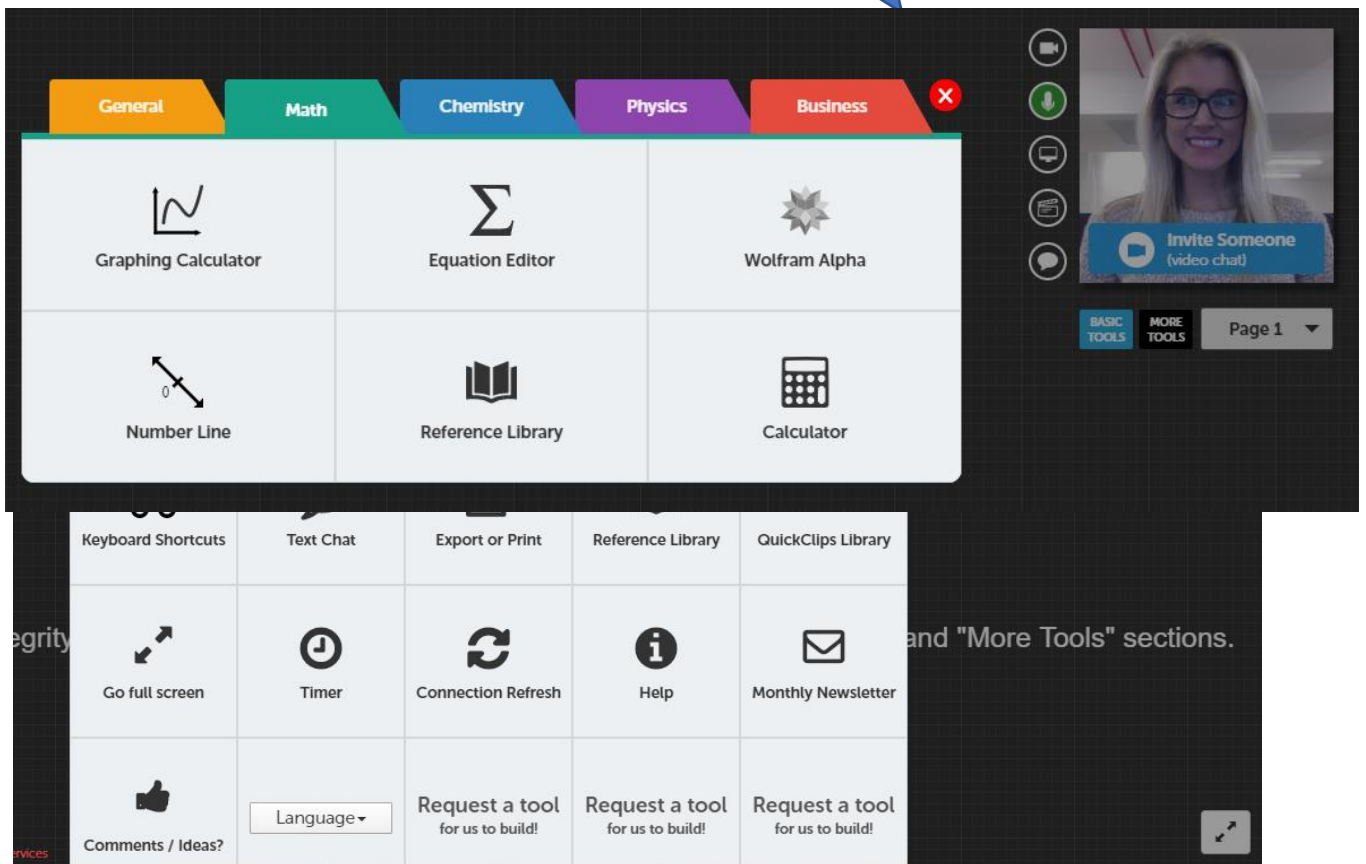 General
Math
Chemistry
Physics
Business
Graphing Calculator
Equation Editor
Wolfram Alpha
0
Number Line
Reference Library
Calculator
Invite Someone
(video chat)
BASIC
TOOLS
MORE
TOOLS
Page 1
Keyboard Shortcuts
Text Chat
Export or Print
Reference Library
QuickClips Library
egrity
and "More Tools" sections.
Go full screen
Timer
Connection Refresh
Help
Monthly Newsletter
Comments / Ideas?
Language
Request a tool
for us to build!
Request a tool
for us to build!
Request a tool
for us to build!
ervices